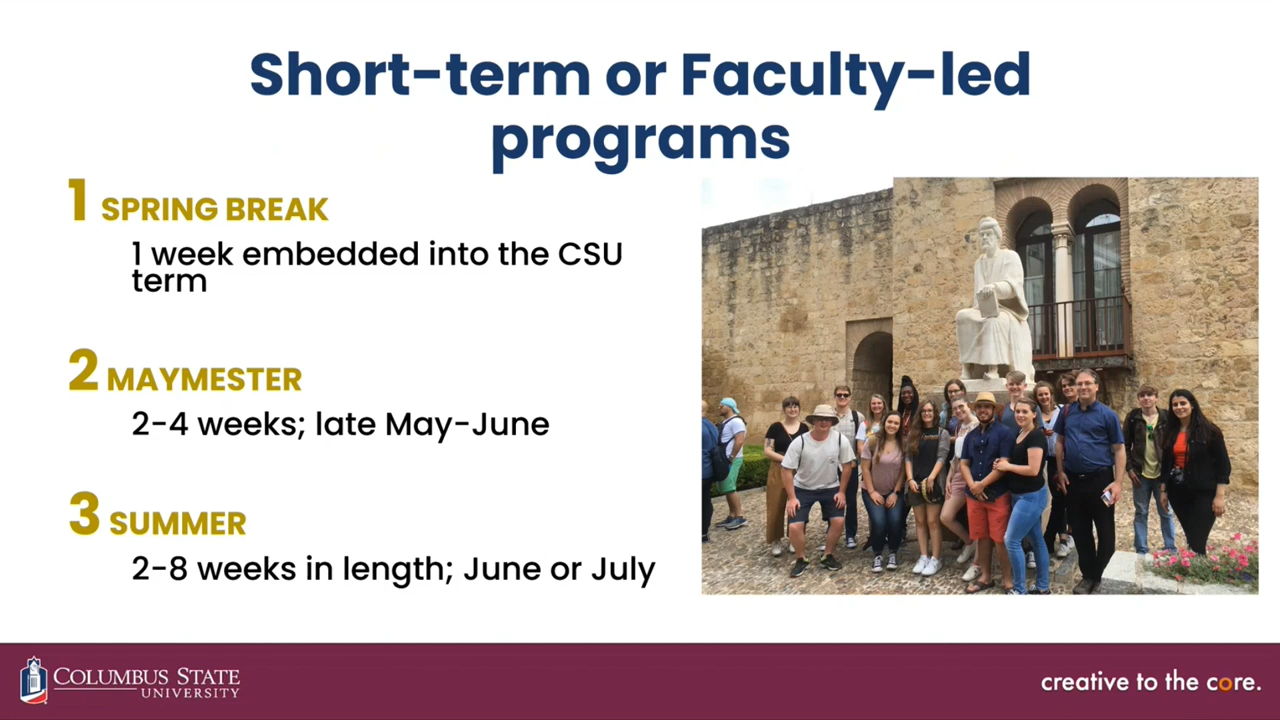 Short-term or Faculty-led
programs
1 SPRING BREAK
1 week embedded into the CSU
term
2 MAYMESTER
2-4 weeks; late May-June
3 SUMMER
2-8 weeks in length; June or July
COLUMBUS STATE
UNIVERSITY
creative to the core.